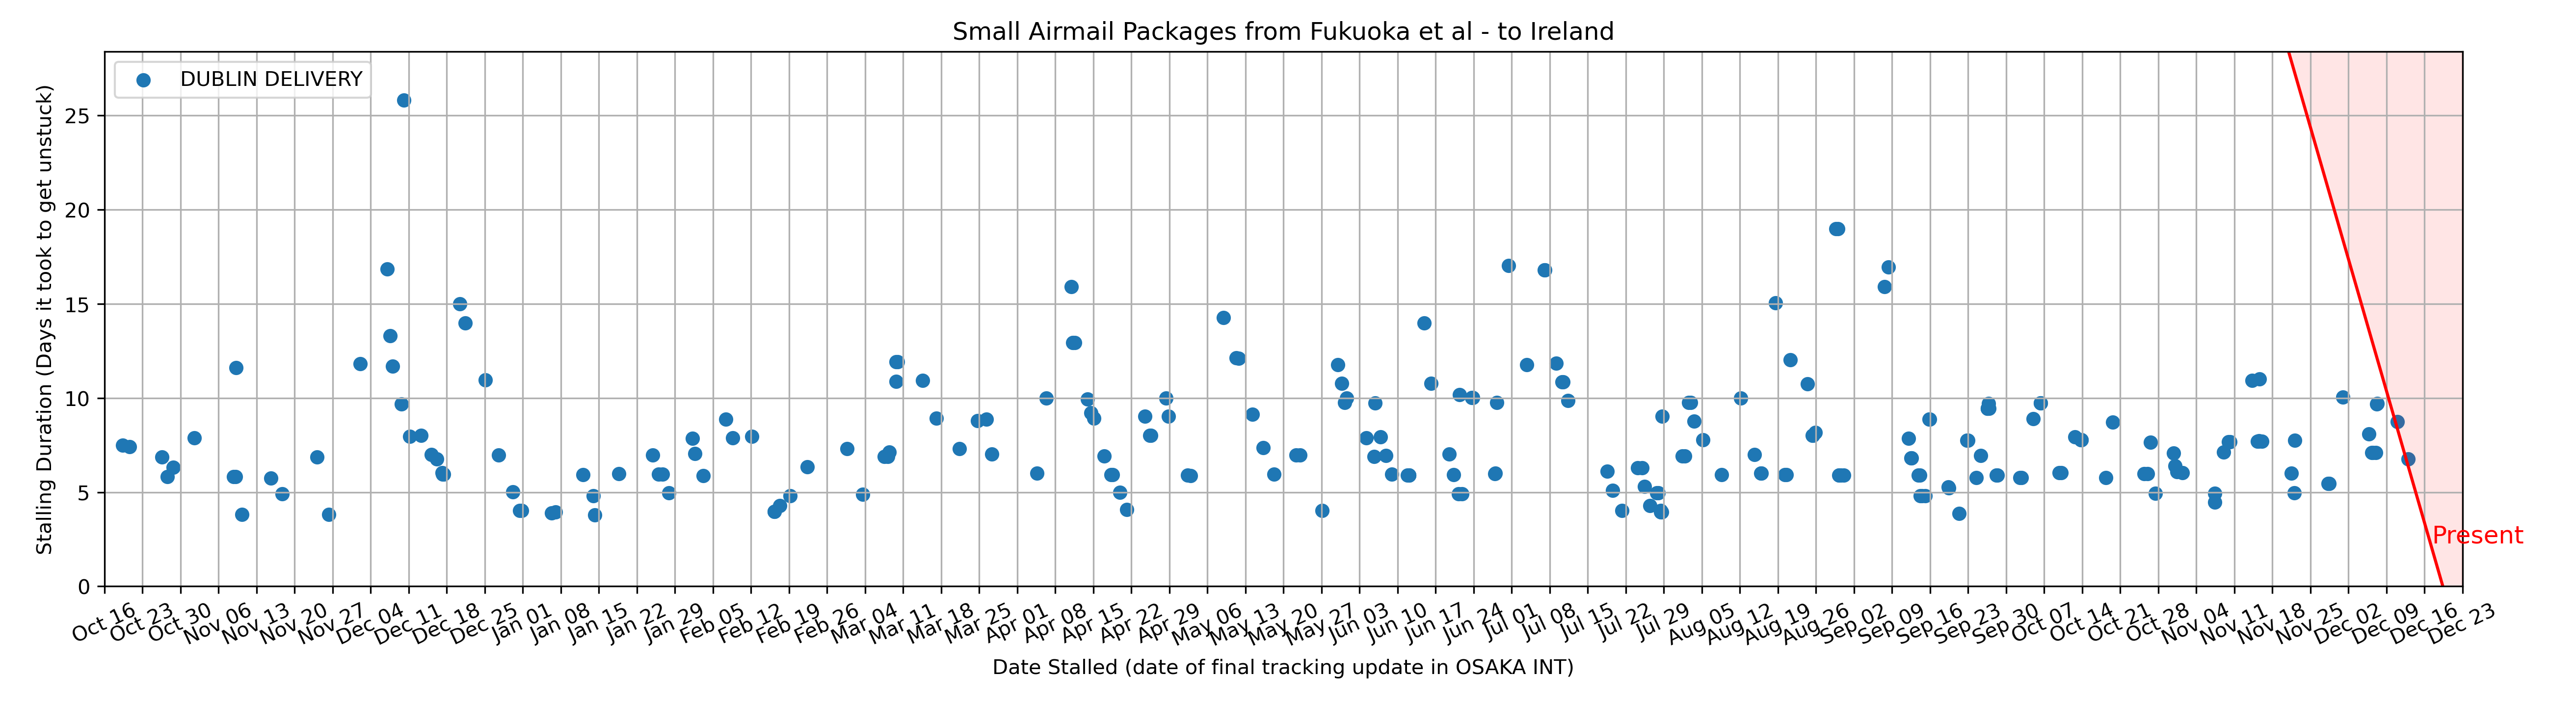 Small Airmail Packages from Fukuoka et al - to Ireland
DUBLIN DELIVERY
Stalling Duration (Days it took to get unstuck)
25
20
15
10
5
0
Present
Oct 16 Oct 23 Oct 30 Nov 06 Nov 13 Nov 20 Nov 27 Dec 04 Dec 11 Dec 18 Dec 25 Jan 01 Jan 08 Jan 15 Jan 22 Jan 29 Feb 05 Feb 12 Feb 19 Feb 26 Mar 04 Mar 11 Mar 18 Mar 25 Apr 01 Apr 08 Apr 15 Apr 22 Apr 29 May 06 May 13 May 20 May 27 Jun 03 Jun 10 Jun 17 Jun 24 Jul 01 Jul 08 Jul 15 Jul 22 Jul 29 Aug 05 Aug 12 Aug 19 Aug 26 Sep 02 Sep 09 Sep 16 Sep 23 Sep 30 Oct 07 Oct 14 Oct 21 Oct 28 Nov 04 Nov 11 Nov 18 Nov 25 Dec 02 Dec 09 Dec 16 Dec 23
Date Stalled (date of final tracking update in OSAKA INT)